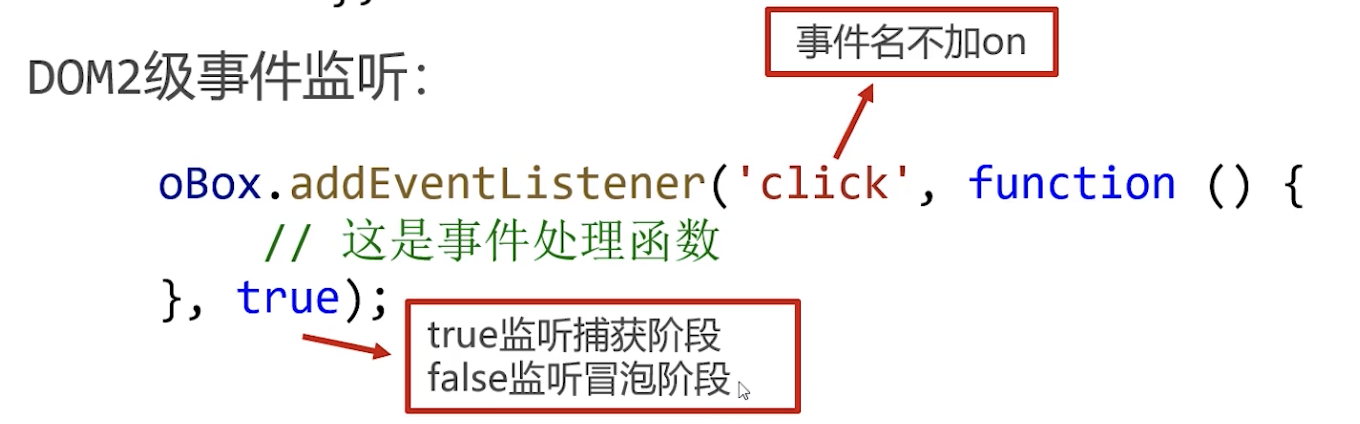 事件名不加on
DOM2级事件监听:
oBox.addEventListener('click', function () {
// 这是事件处理函数
}, true);
true监听捕获阶段
false监听冒泡阶段